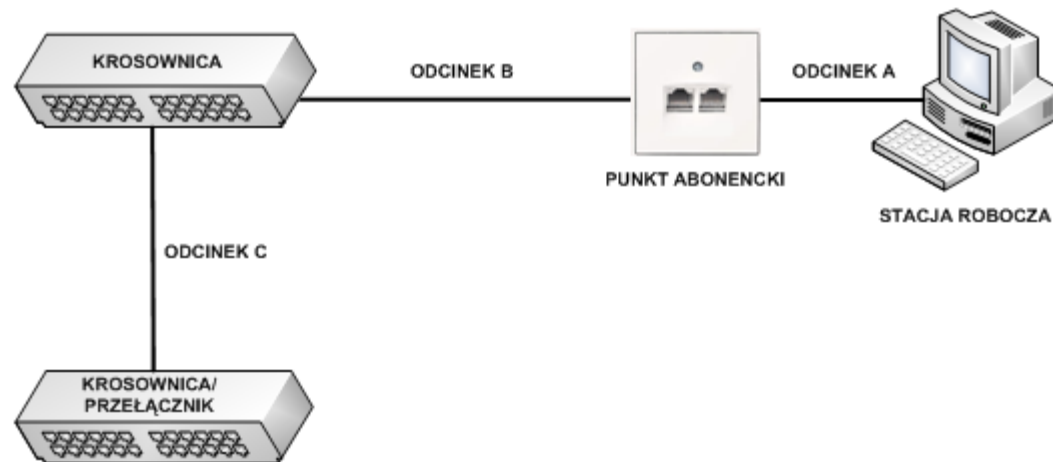 KROSOWNICA
ODCINEK B
ODCINEK A
PUNKT ABONENCKI
STACJA ROBOCZA
ODCINEK C
KROSOWNICA/
PRZEŁĄCZNIK